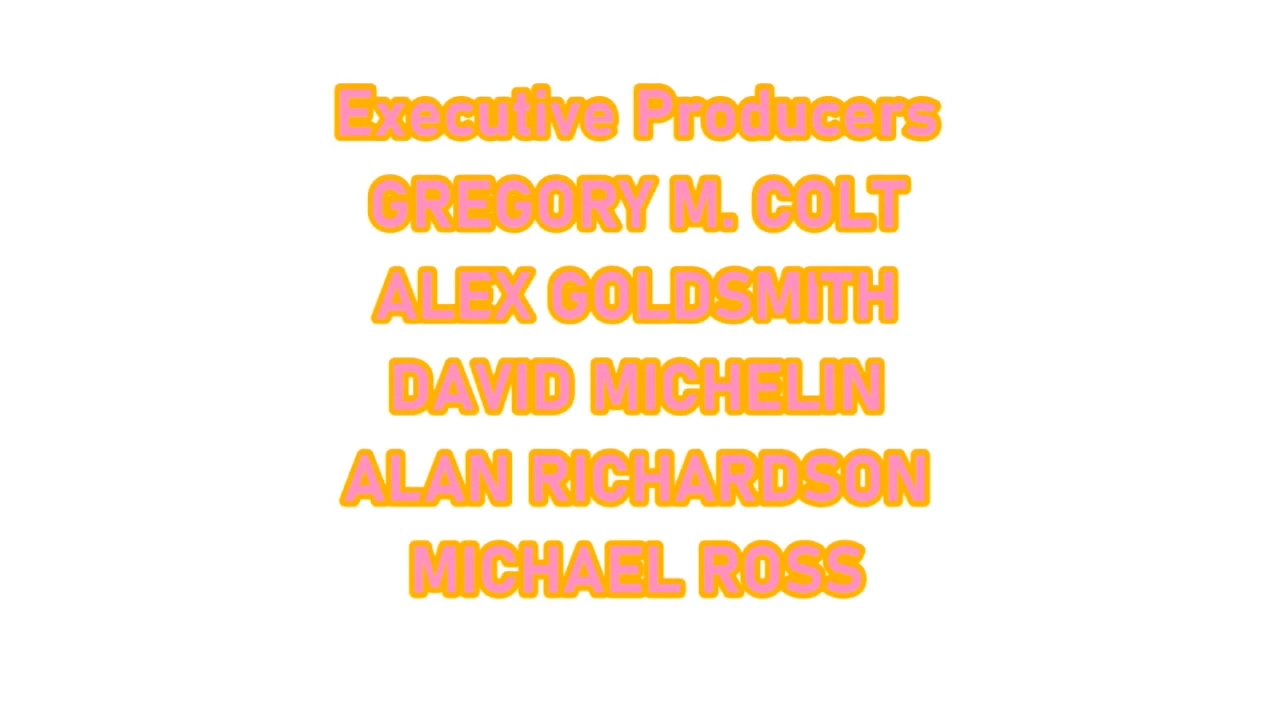 Executive Producers
GREGORY M. COLT
ALEX GOLDSMITH
DAVID MICHELIN
ALAN RICHARDSON
MICHAEL ROSS